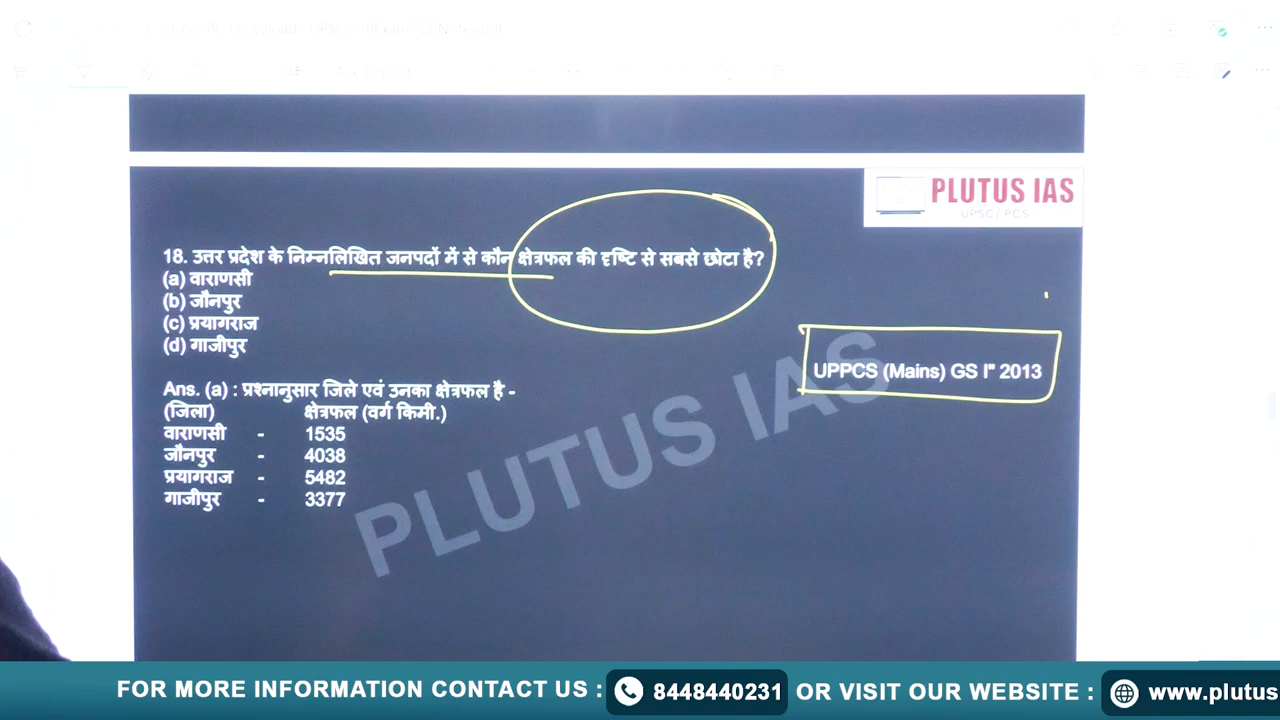 PLUTUS IAS
UPSC/ PCS
18. उत्तर प्रदेश के निम्नलिखित जनपदों में से कौन क्षेत्रफल की दृष्टि से सबसे छोटा है?
(a) वाराणसी
(b) जौनपुर
(c) प्रयागराज
(d) गाजीपुर
UPPCS (Mains) GS I" 2013
Ans. (a) : प्रश्नानुसार जिले एवं उनका क्षेत्रफल है -
(जिला) क्षेत्रफल (वर्ग किमी.)
वाराणसी - 1535
जौनपुर - 4038
प्रयागराज - 5482
गाजीपुर - 3377
PLUTUS IAS
FOR MORE INFORMATION CONTACT US : 8448440231 OR VISIT OUR WEBSITE : www.plutus